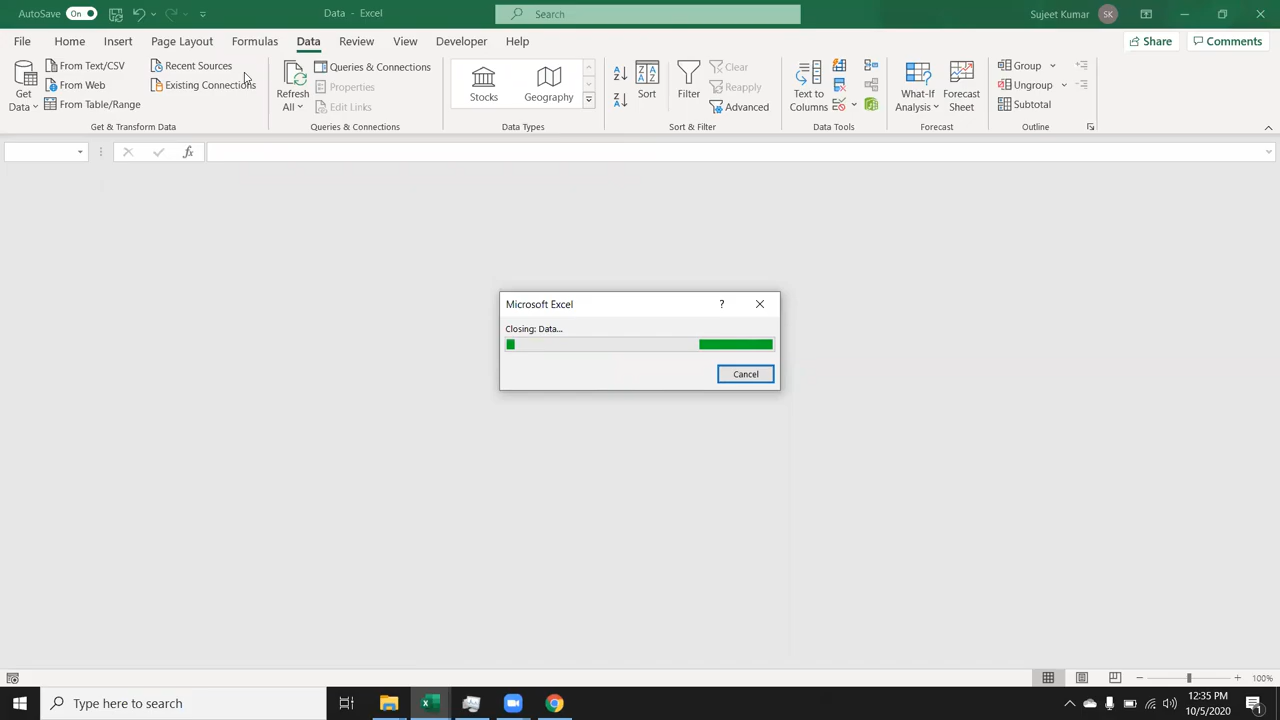 AutoSave On Data - Excel Search Sujeet Kumar SK
File Home Insert Page Layout Formulas Data Review View Developer Help Share Comments
Get Data
From Text/CSV
From Web
From Table/Range
Recent Sources
Existing Connections
Get & Transform Data
Refresh All
Queries & Connections
Properties
Edit Links
Queries & Connections
Stocks Geography
Data Types
Sort
Filter
Clear
Reapply
Advanced
Sort & Filter
Text to Columns
Data Tools
What-If Analysis
Forecast Sheet
Forecast
Group
Ungroup
Subtotal
Outline
fx
Microsoft Excel ?
Closing: Data...
Cancel
100%
Type here to search
12:35 PM
10/5/2020